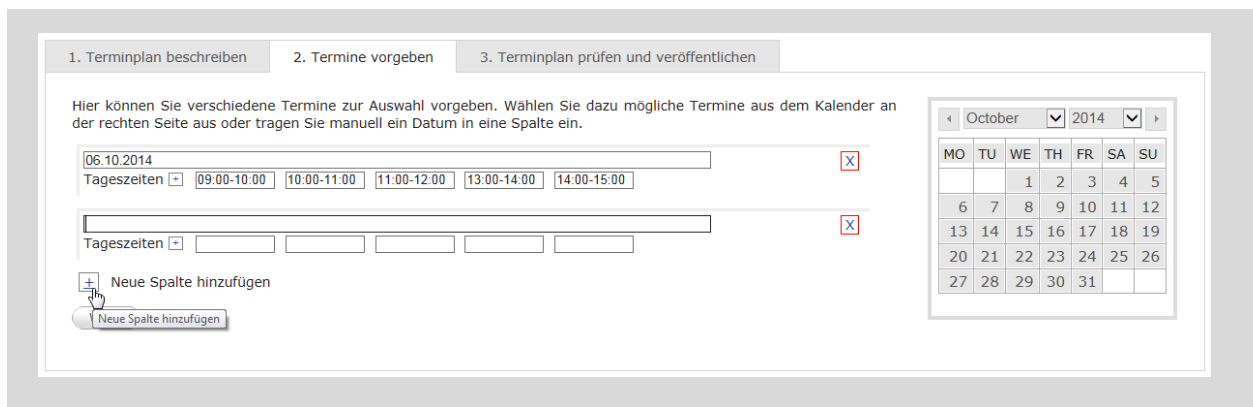 1. Terminplan beschreiben 2. Termine vorgeben 3. Terminplan prüfen und veröffentlichen
Hier können Sie verschiedene Termine zur Auswahl vorgeben. Wählen Sie dazu mögliche Termine aus dem Kalender an
der rechten Seite aus oder tragen Sie manuell ein Datum in eine Spalte ein.
06.10.2014 X
Tageszeiten + 09:00-10:00 10:00-11:00 11:00-12:00 13:00-14:00 14:00-15:00
X
Tageszeiten +
+ Neue Spalte hinzufügen
Neue Spalte hinzufügen
October 2014
MO TU WE TH FR SA SU
1 2 3 4 5
6 7 8 9 10 11 12
13 14 15 16 17 18 19
20 21 22 23 24 25 26
27 28 29 30 31